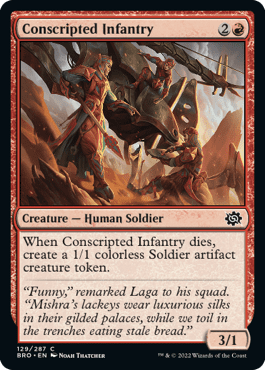 Conscripted Infantry 2
Creature — Human Soldier
When Conscripted Infantry dies,
create a 1/1 colorless Soldier artifact
creature token.
"Funny," remarked Laga to his squad.
"Mishra's lackeys wear luxurious silks
in their gilded palaces, while we toil in
the trenches eating stale bread."
3/1
129/287 C
BRO • EN Noah Thatcher
™ & © 2022 Wizards of the Coast